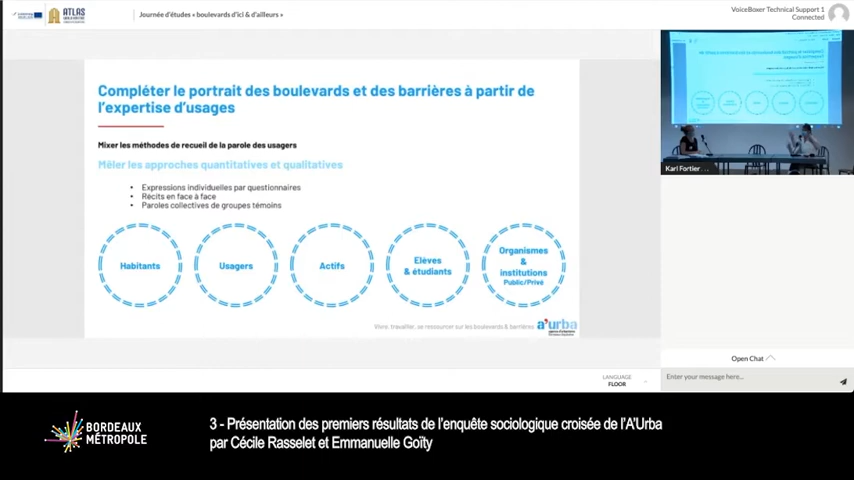 ATLAS
Journée d'études « boulevards d'ici & d'ailleurs »
VoiceBoxer Technical Support 1
Connected
Compléter le portrait des boulevards et des barrières à partir de
l'expertise d'usages
Mixer les méthodes de recueil de la parole des usagers
Mêler les approches quantitatives et qualitatives
• Expressions individuelles par questionnaires
• Récits en face à face
• Paroles collectives de groupes témoins
Habitants
Usagers
Actifs
Elèves
& étudiants
Organismes
&
institutions
Public/Privé
Vivre, travailler, se ressourcer sur les boulevards & barrières
a'urba
Karl Fortier ...
Open Chat
Enter your message here...
LANGUAGE
FLOOR
BORDEAUX
MÉTROPOLE
3 - Présentation des premiers résultats de l'enquête sociologique croisée de l'A'Urba
par Cécile Rasselet et Emmanuelle Goïty